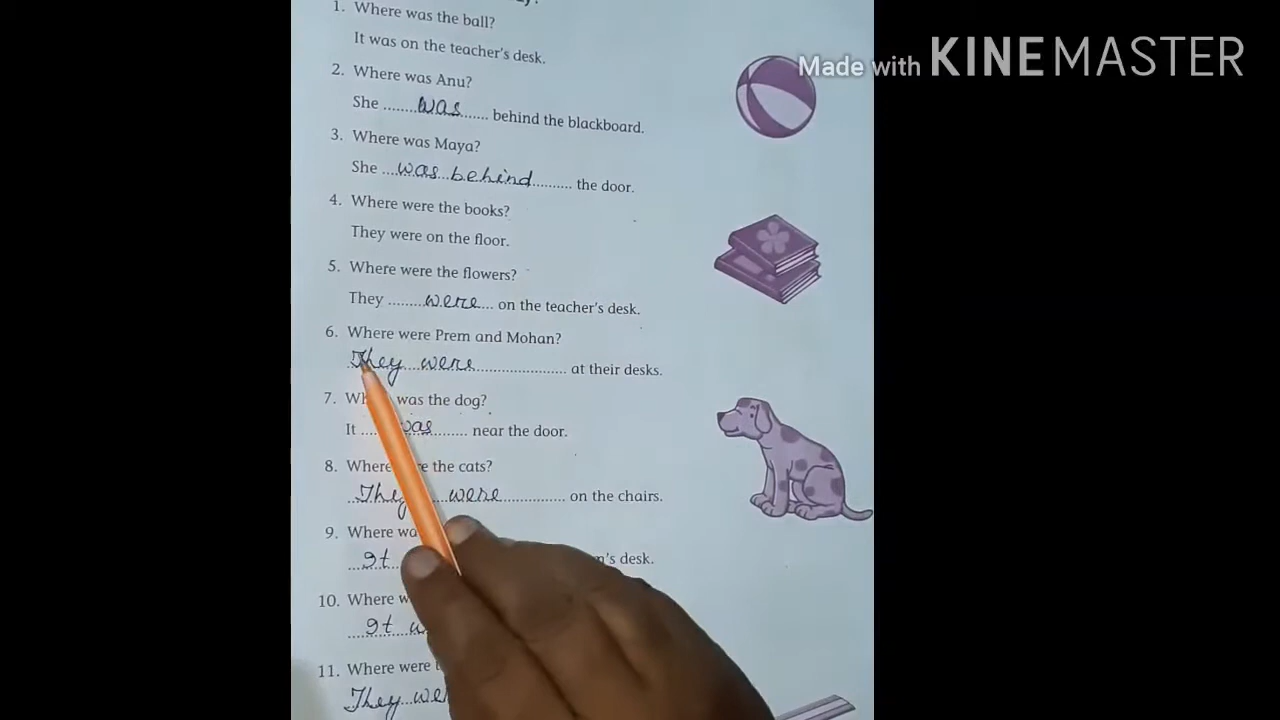 Made with KINEMASTER
1. Where was the ball?
It was on the teacher's desk.
2. Where was Anu?
She ........was....... behind the blackboard.
3. Where was Maya?
She ....was...behind.......... the door.
4. Where were the books?
They were on the floor.
5. Where were the flowers?
They .........were.... on the teacher's desk.
6. Where were Prem and Mohan?
They....were...................... at their desks.
7. was the dog?
It .... was......... near the door.
8. Where the cats?
...They....were............... on the chairs.
9. Where
...It... desk.
10. Where
....It
11. Where were
They...